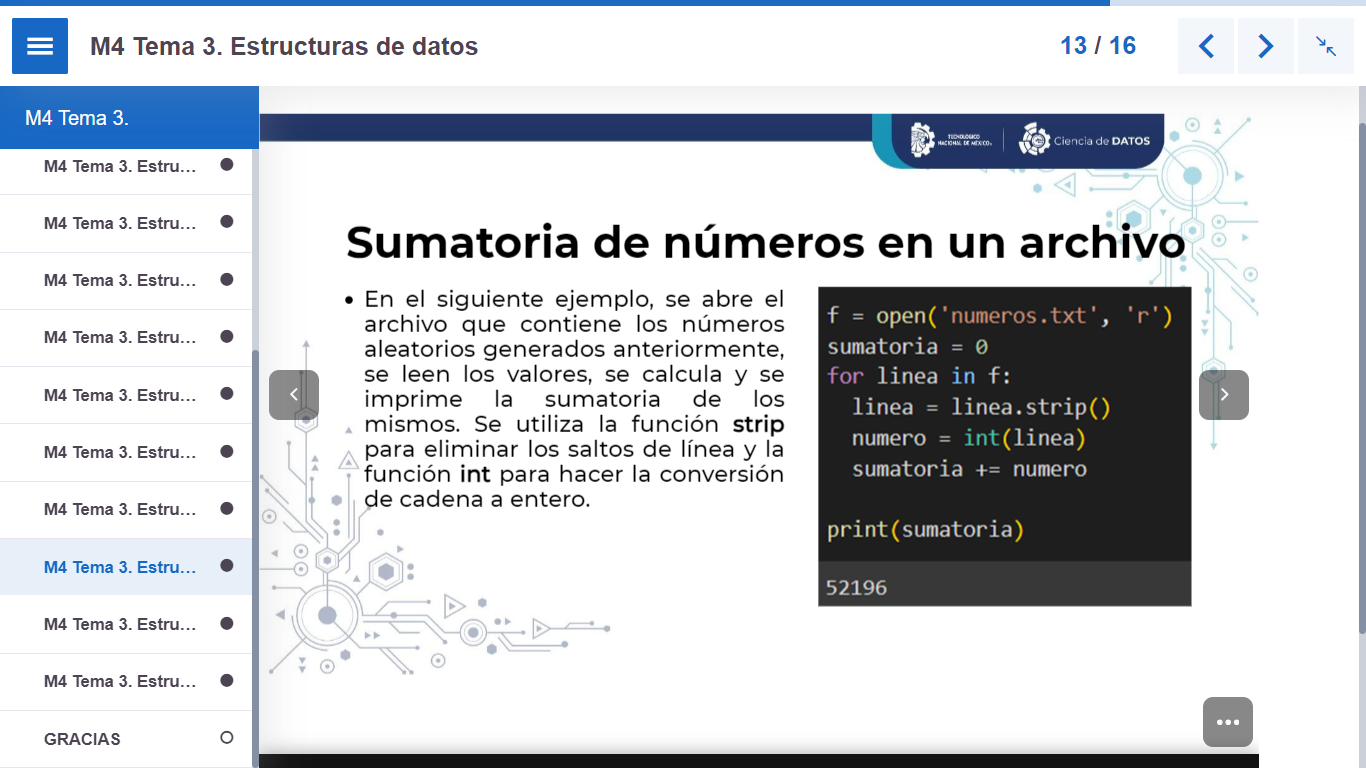 M4 Tema 3. Estructuras de datos
13 / 16
M4 Tema 3.
M4 Tema 3. Estru...
M4 Tema 3. Estru...
M4 Tema 3. Estru...
M4 Tema 3. Estru...
M4 Tema 3. Estru...
M4 Tema 3. Estru...
M4 Tema 3. Estru...
M4 Tema 3. Estru...
M4 Tema 3. Estru...
M4 Tema 3. Estru...
GRACIAS
TECNOLÓGICO
NACIONAL DE MÉXICO
Ciencia de DATOS
Sumatoria de números en un archivo
• En el siguiente ejemplo, se abre el
archivo que contiene los números
aleatorios generados anteriormente,
se leen los valores, se calcula y se
imprime la sumatoria de los
mismos. Se utiliza la función strip
para eliminar los saltos de línea y la
función int para hacer la conversión
de cadena a entero.
f = open('numeros.txt', 'r')
sumatoria = 0
for linea in f:
  linea = linea.strip()
  numero = int(linea)
  sumatoria += numero
print(sumatoria)
52196